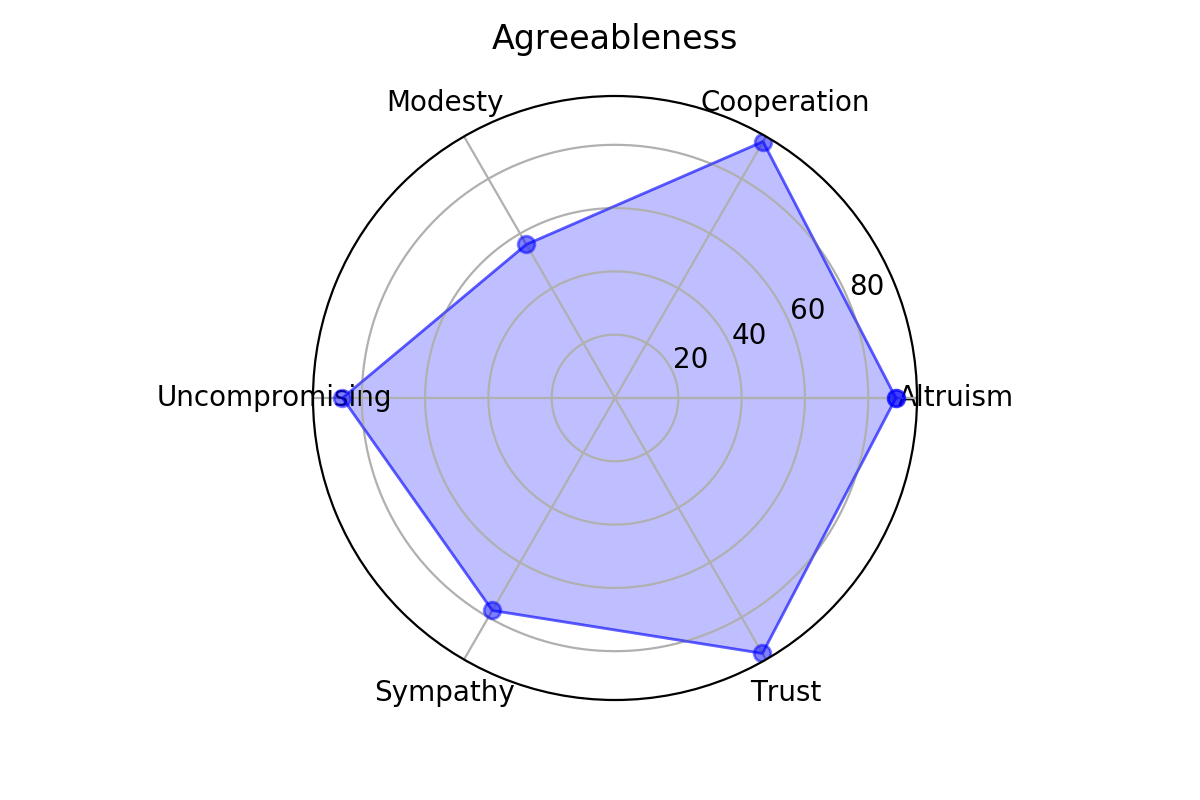 Agreeableness
Modesty
Cooperation
80
60
40
20
Uncompromising
Altruism
Sympathy
Trust